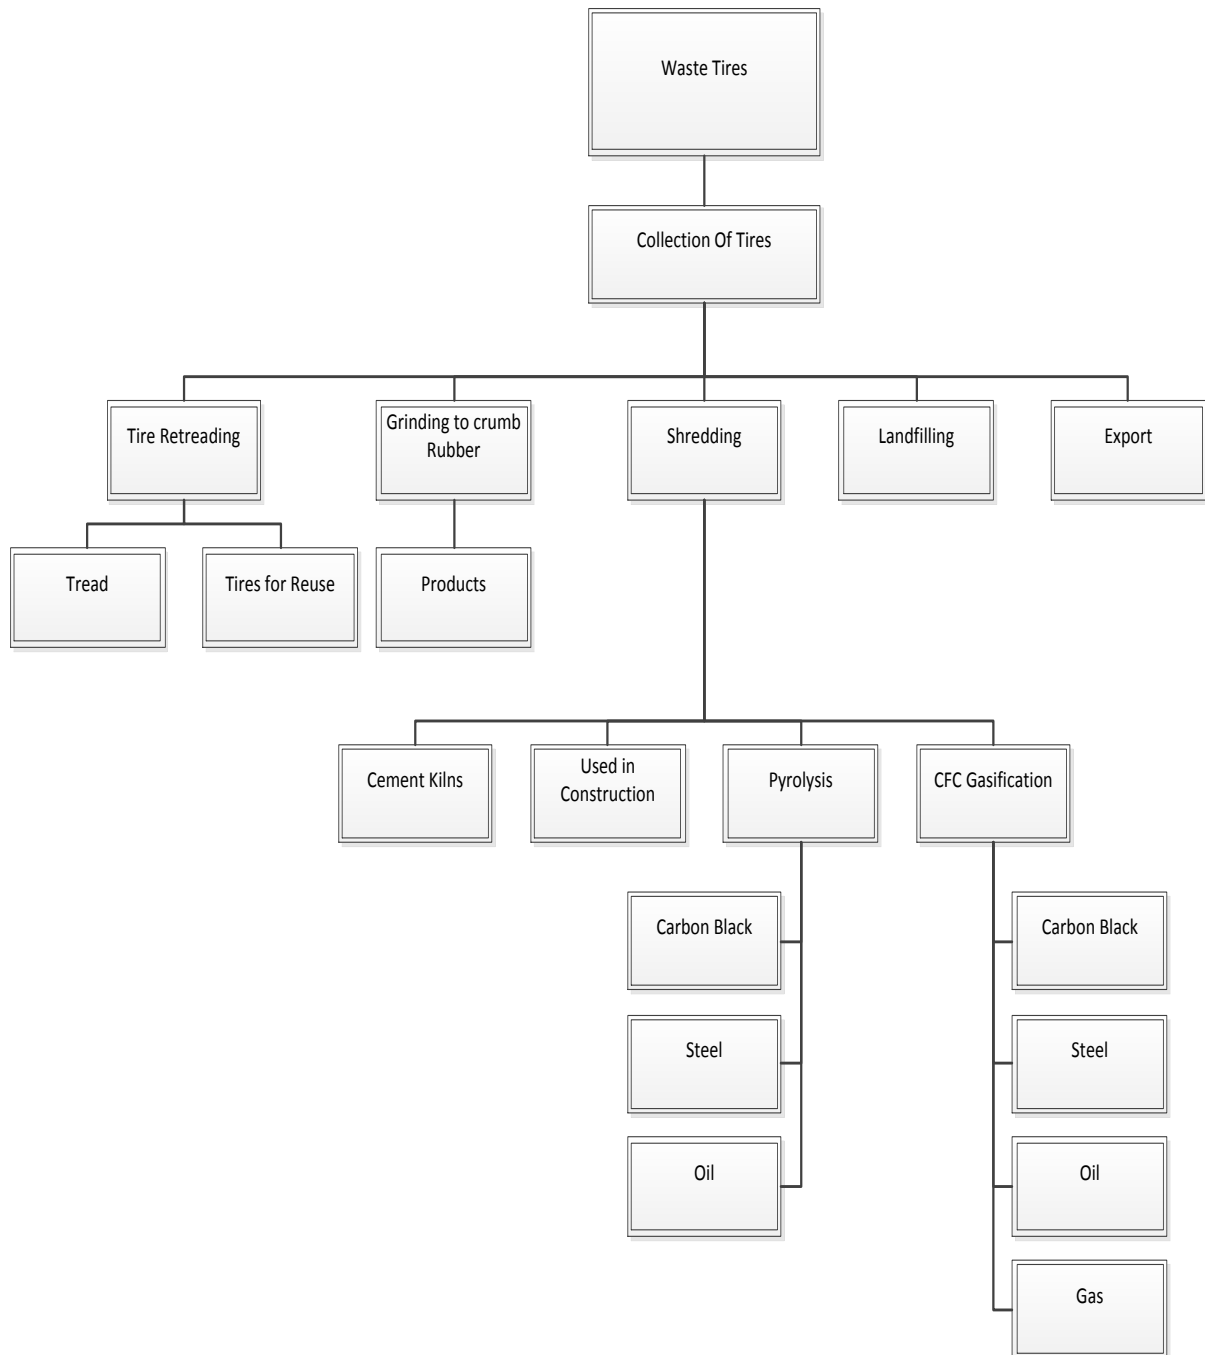 Waste Tires
Collection Of Tires
Tire Retreading
Grinding to crumb
Rubber
Shredding
Landfilling
Export
Tread
Tires for Reuse
Products
Cement Kilns
Used in
Construction
Pyrolysis
CFC Gasification
Carbon Black
Carbon Black
Steel
Steel
Oil
Oil
Gas